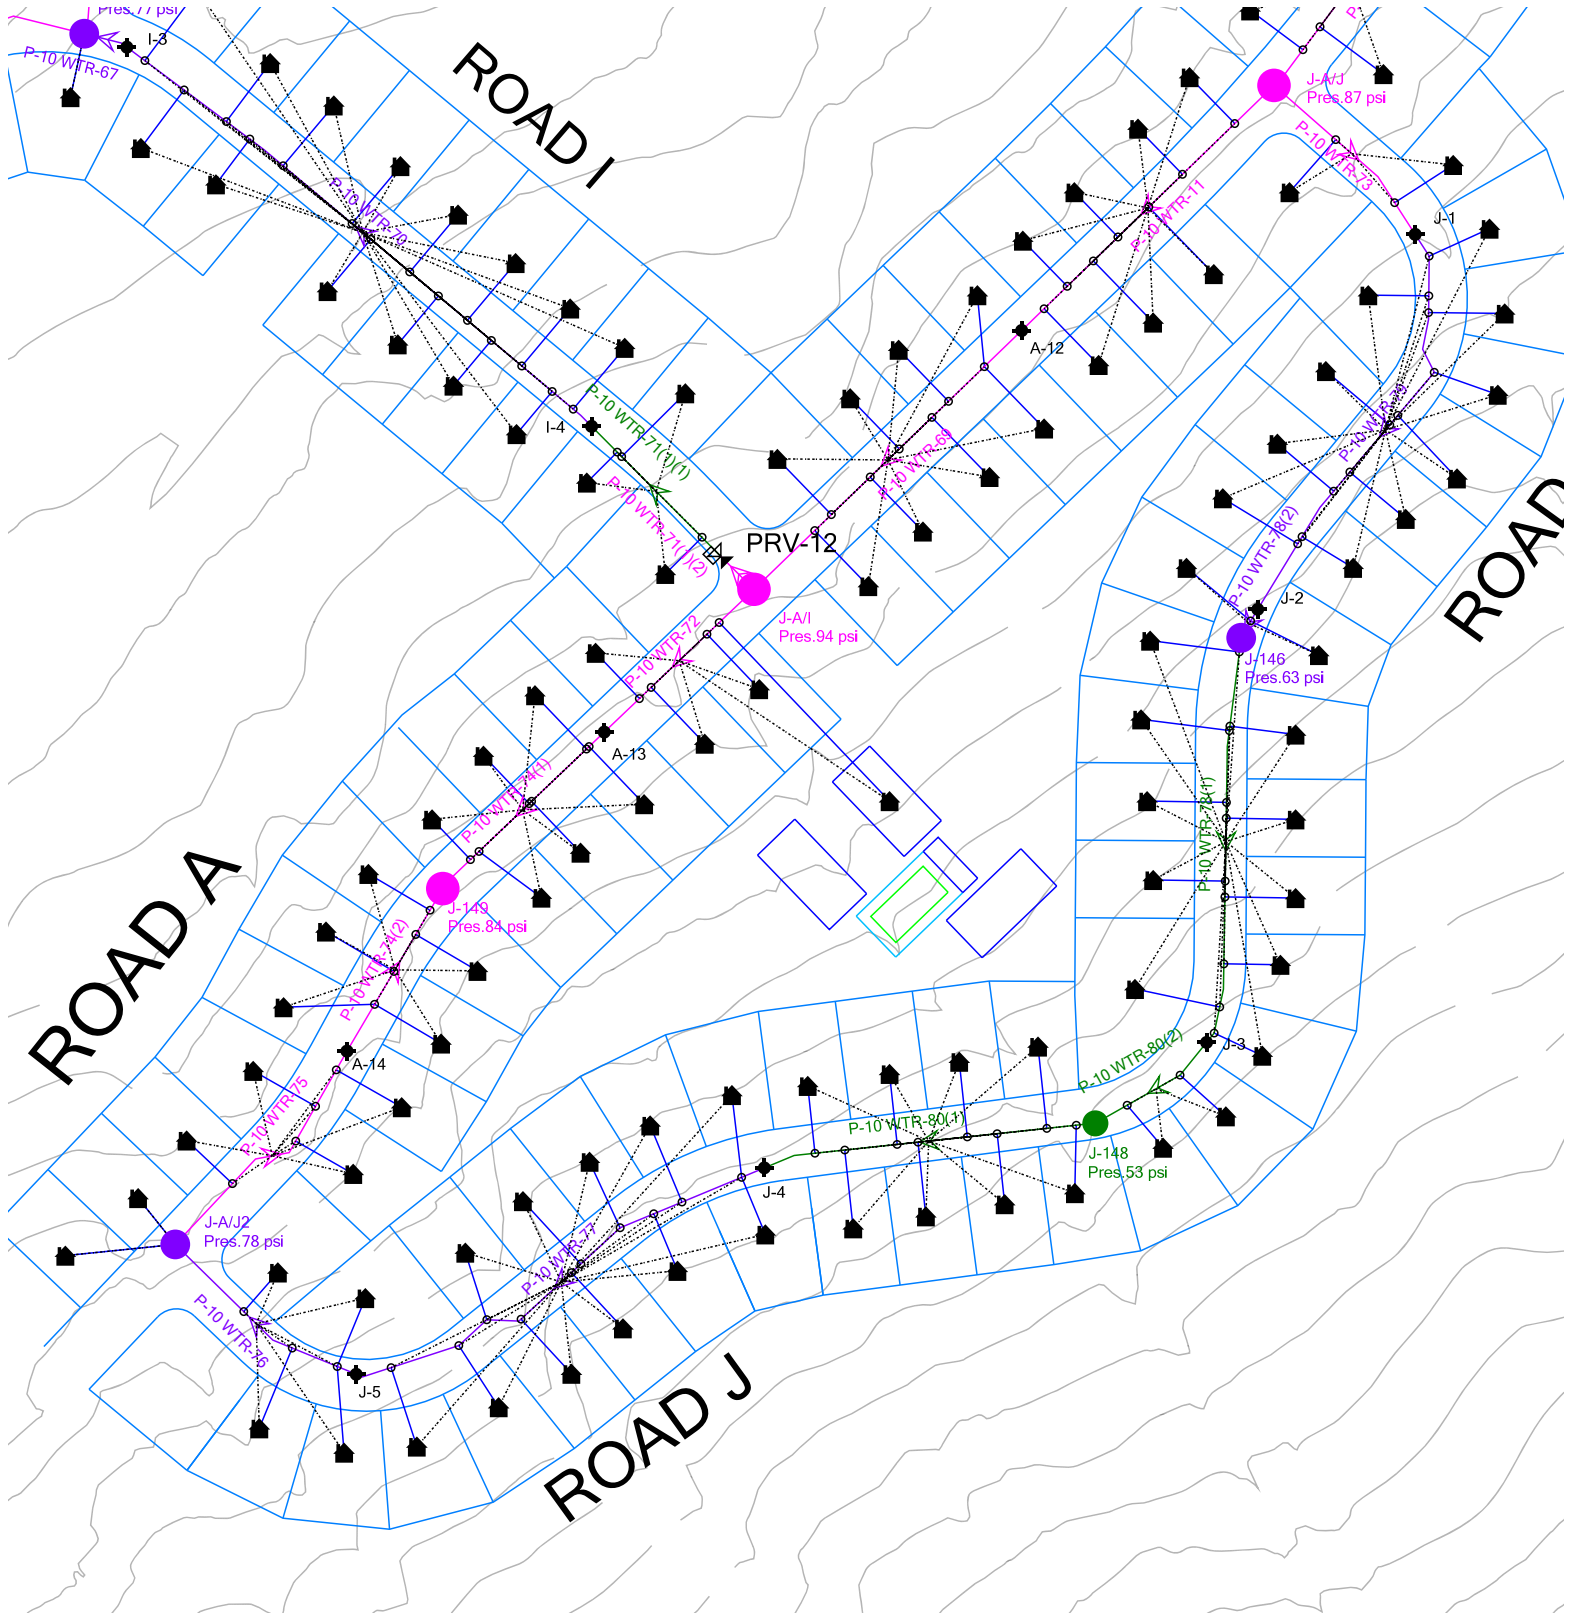 Pres.77 psi
I-3
P-10 WTR-67
ROAD I
P-10 WTR-70
J-A/J
Pres.87 psi
P-10 WTR-73
P-10 WTR-11
J-1
A-12
P-10 WTR-71(1)(1)
I-4
P-10 WTR-69
P-10 WTR-71(1)(2)
PRV-12
P-10 WTR-78(2)
ROAD
J-2
J-A/I
Pres.94 psi
P-10 WTR-72
J-146
Pres.63 psi
A-13
P-10 WTR-74(1)
P-10 WTR-78(1)
ROAD A
J-149
Pres.84 psi
P-10 WTR-74(2)
J-3
P-10 WTR-80(2)
A-14
P-10 WTR-75
P-10 WTR-80(1)
J-148
Pres.53 psi
J-4
J-A/J2
Pres.78 psi
P-10 WTR-77
P-10 WTR-76
J-5
ROAD J